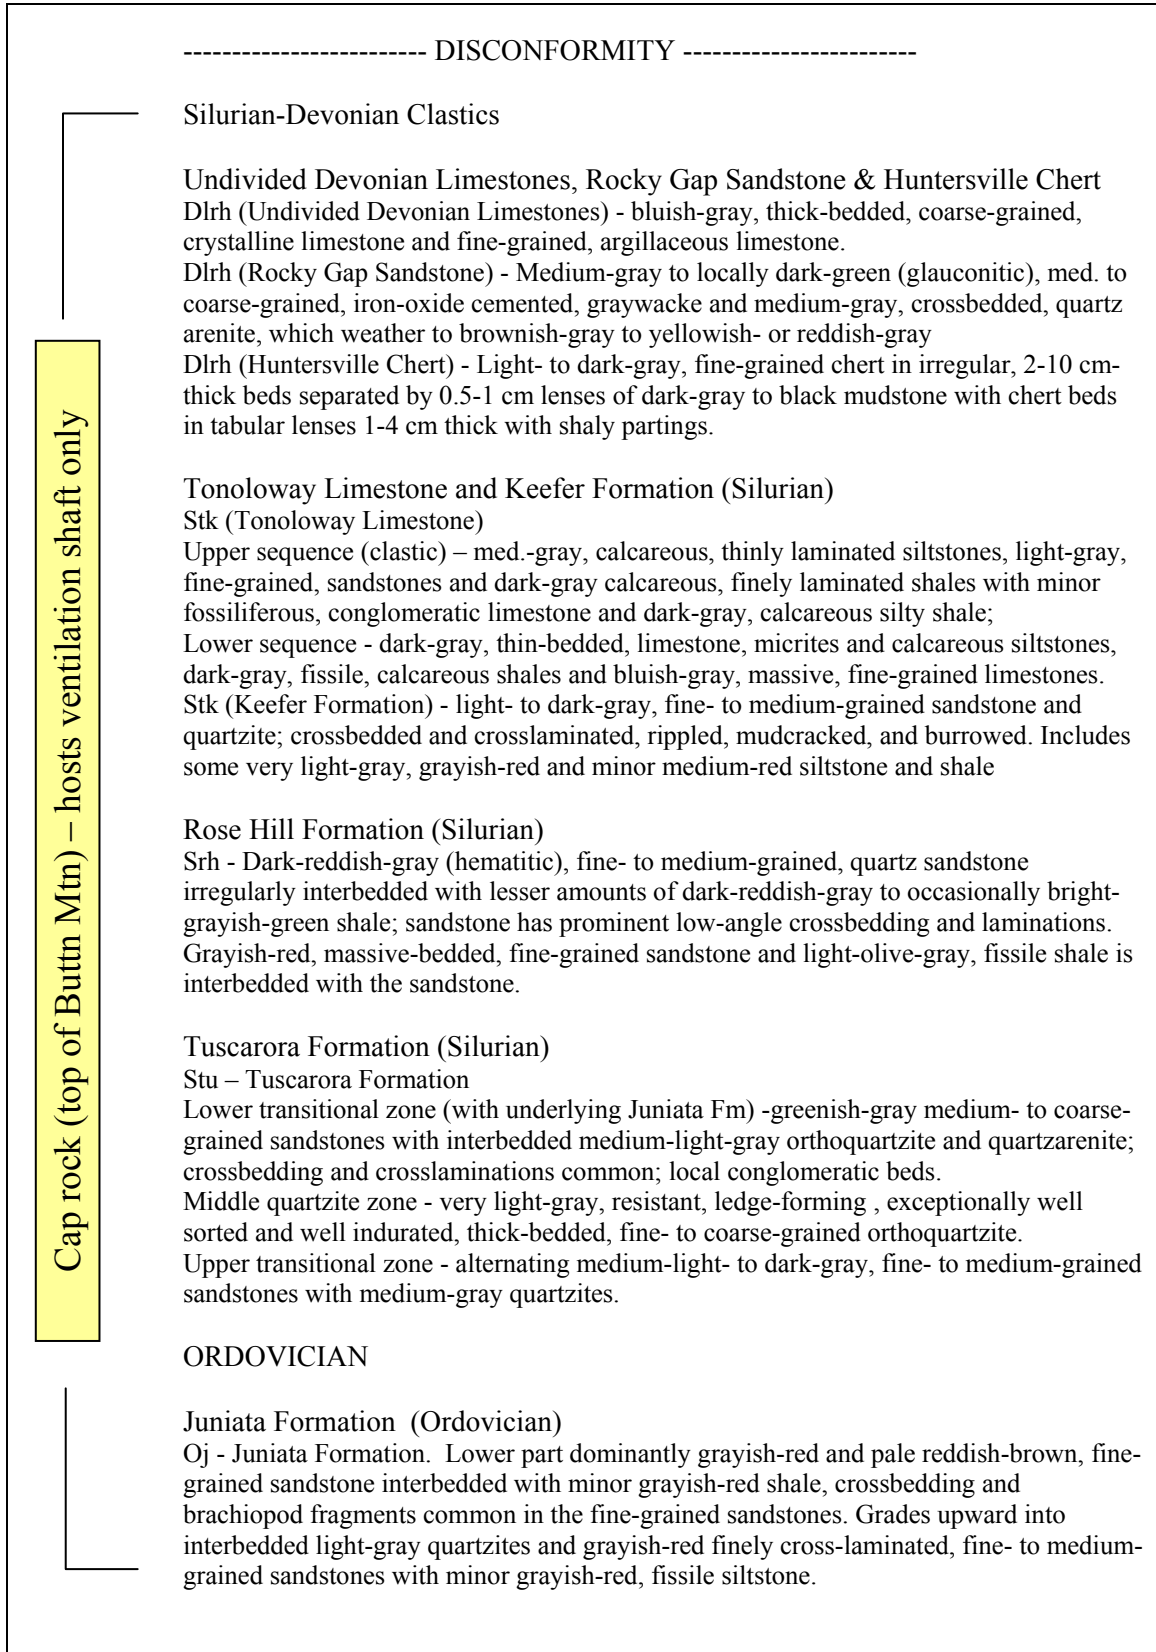 ------------------------- DISCONFORMITY ------------------------
Silurian-Devonian Clastics
Undivided Devonian Limestones, Rocky Gap Sandstone & Huntersville Chert
Dlrh (Undivided Devonian Limestones) - bluish-gray, thick-bedded, coarse-grained,
crystalline limestone and fine-grained, argillaceous limestone.
Dlrh (Rocky Gap Sandstone) - Medium-gray to locally dark-green (glauconitic), med. to
coarse-grained, iron-oxide cemented, graywacke and medium-gray, crossbedded, quartz
arenite, which weather to brownish-gray to yellowish- or reddish-gray
Dlrh (Huntersville Chert) - Light- to dark-gray, fine-grained chert in irregular, 2-10 cm-
thick beds separated by 0.5-1 cm lenses of dark-gray to black mudstone with chert beds
in tabular lenses 1-4 cm thick with shaly partings.
Tonoloway Limestone and Keefer Formation (Silurian)
Stk (Tonoloway Limestone)
Upper sequence (clastic) – med.-gray, calcareous, thinly laminated siltstones, light-gray,
fine-grained, sandstones and dark-gray calcareous, finely laminated shales with minor
fossiliferous, conglomeratic limestone and dark-gray, calcareous silty shale;
Lower sequence - dark-gray, thin-bedded, limestone, micrites and calcareous siltstones,
dark-gray, fissile, calcareous shales and bluish-gray, massive, fine-grained limestones.
Stk (Keefer Formation) - light- to dark-gray, fine- to medium-grained sandstone and
quartzite; crossbedded and crosslaminated, rippled, mudcracked, and burrowed. Includes
some very light-gray, grayish-red and minor medium-red siltstone and shale
Rose Hill Formation (Silurian)
Srh - Dark-reddish-gray (hematitic), fine- to medium-grained, quartz sandstone
irregularly interbedded with lesser amounts of dark-reddish-gray to occasionally bright-
grayish-green shale; sandstone has prominent low-angle crossbedding and laminations.
Grayish-red, massive-bedded, fine-grained sandstone and light-olive-gray, fissile shale is
interbedded with the sandstone.
Tuscarora Formation (Silurian)
Stu – Tuscarora Formation
Lower transitional zone (with underlying Juniata Fm) -greenish-gray medium- to coarse-
grained sandstones with interbedded medium-light-gray orthoquartzite and quartzarenite;
crossbedding and crosslaminations common; local conglomeratic beds.
Middle quartzite zone - very light-gray, resistant, ledge-forming , exceptionally well
sorted and well indurated, thick-bedded, fine- to coarse-grained orthoquartzite.
Upper transitional zone - alternating medium-light- to dark-gray, fine- to medium-grained
sandstones with medium-gray quartzites.
ORDOVICIAN
Juniata Formation  (Ordovician)
Oj - Juniata Formation.  Lower part dominantly grayish-red and pale reddish-brown, fine-
grained sandstone interbedded with minor grayish-red shale, crossbedding and
brachiopod fragments common in the fine-grained sandstones. Grades upward into
interbedded light-gray quartzites and grayish-red finely cross-laminated, fine- to medium-
grained sandstones with minor grayish-red, fissile siltstone.
Cap rock (top of Buttn Mtn) – hosts ventilation shaft only